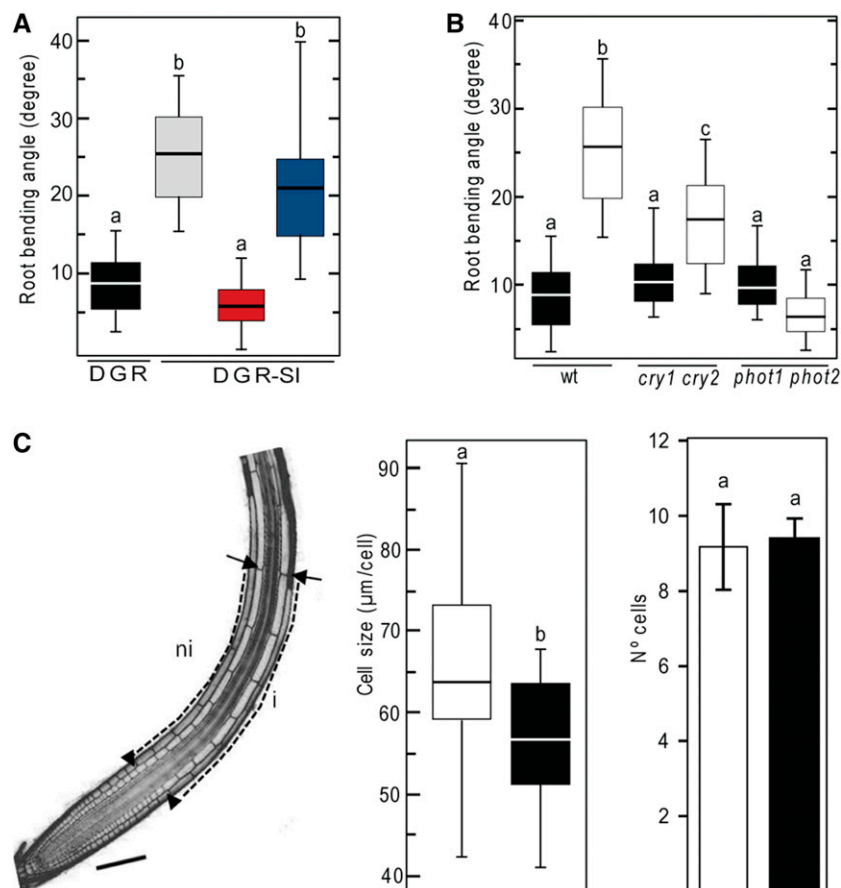 A
Root bending angle (degree)
40
30
20
10
a
b
a
b
DGR
DGR-SI
B
Root bending angle (degree)
40
30
20
10
a
b
a
c
a
a
wt
cry1 cry2
phot1 phot2
C
ni
i
Cell size (µm/cell)
90
80
70
60
50
40
a
b
Nº cells
12
10
8
6
4
2
a
a